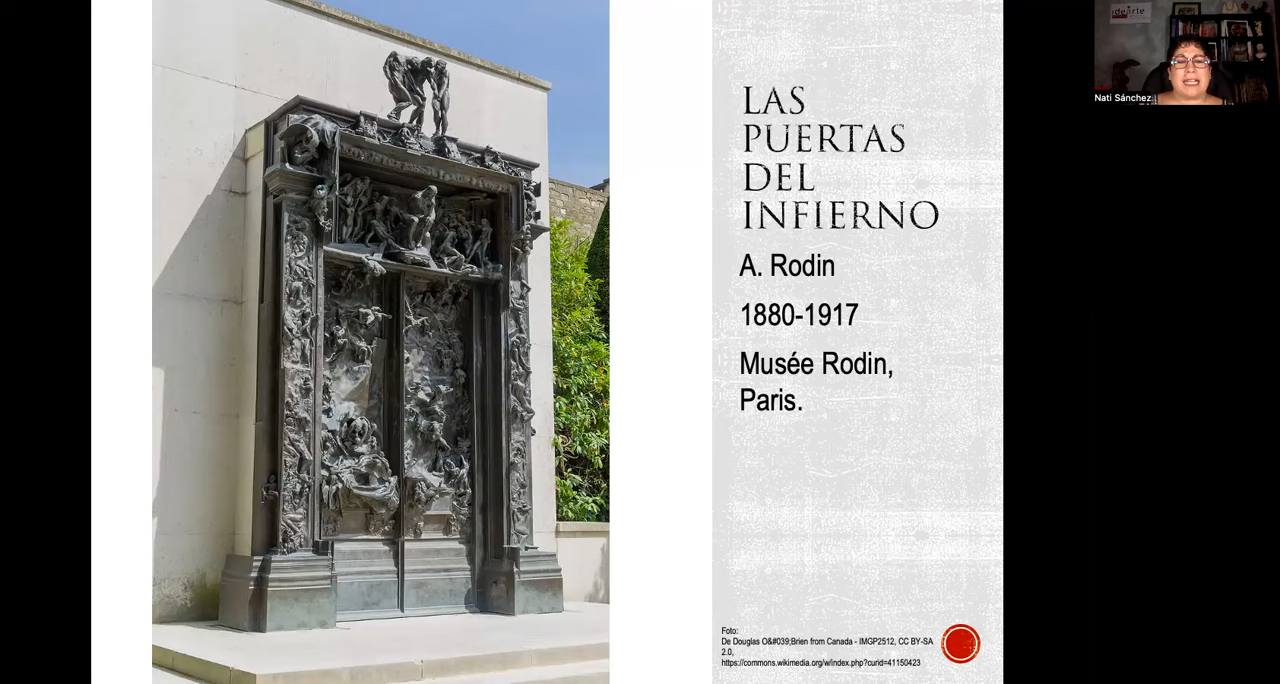 LAS
PUERTAS
DEL
INFIERNO
A. Rodin
1880-1917
Musée Rodin,
Paris.
Foto:
De Douglas O&#039;Brien from Canada - IMGP2512, CC BY-SA
2.0,
https://commons.wikimedia.org/w/index.php?curid=41150423
idearte
Nati Sánchez